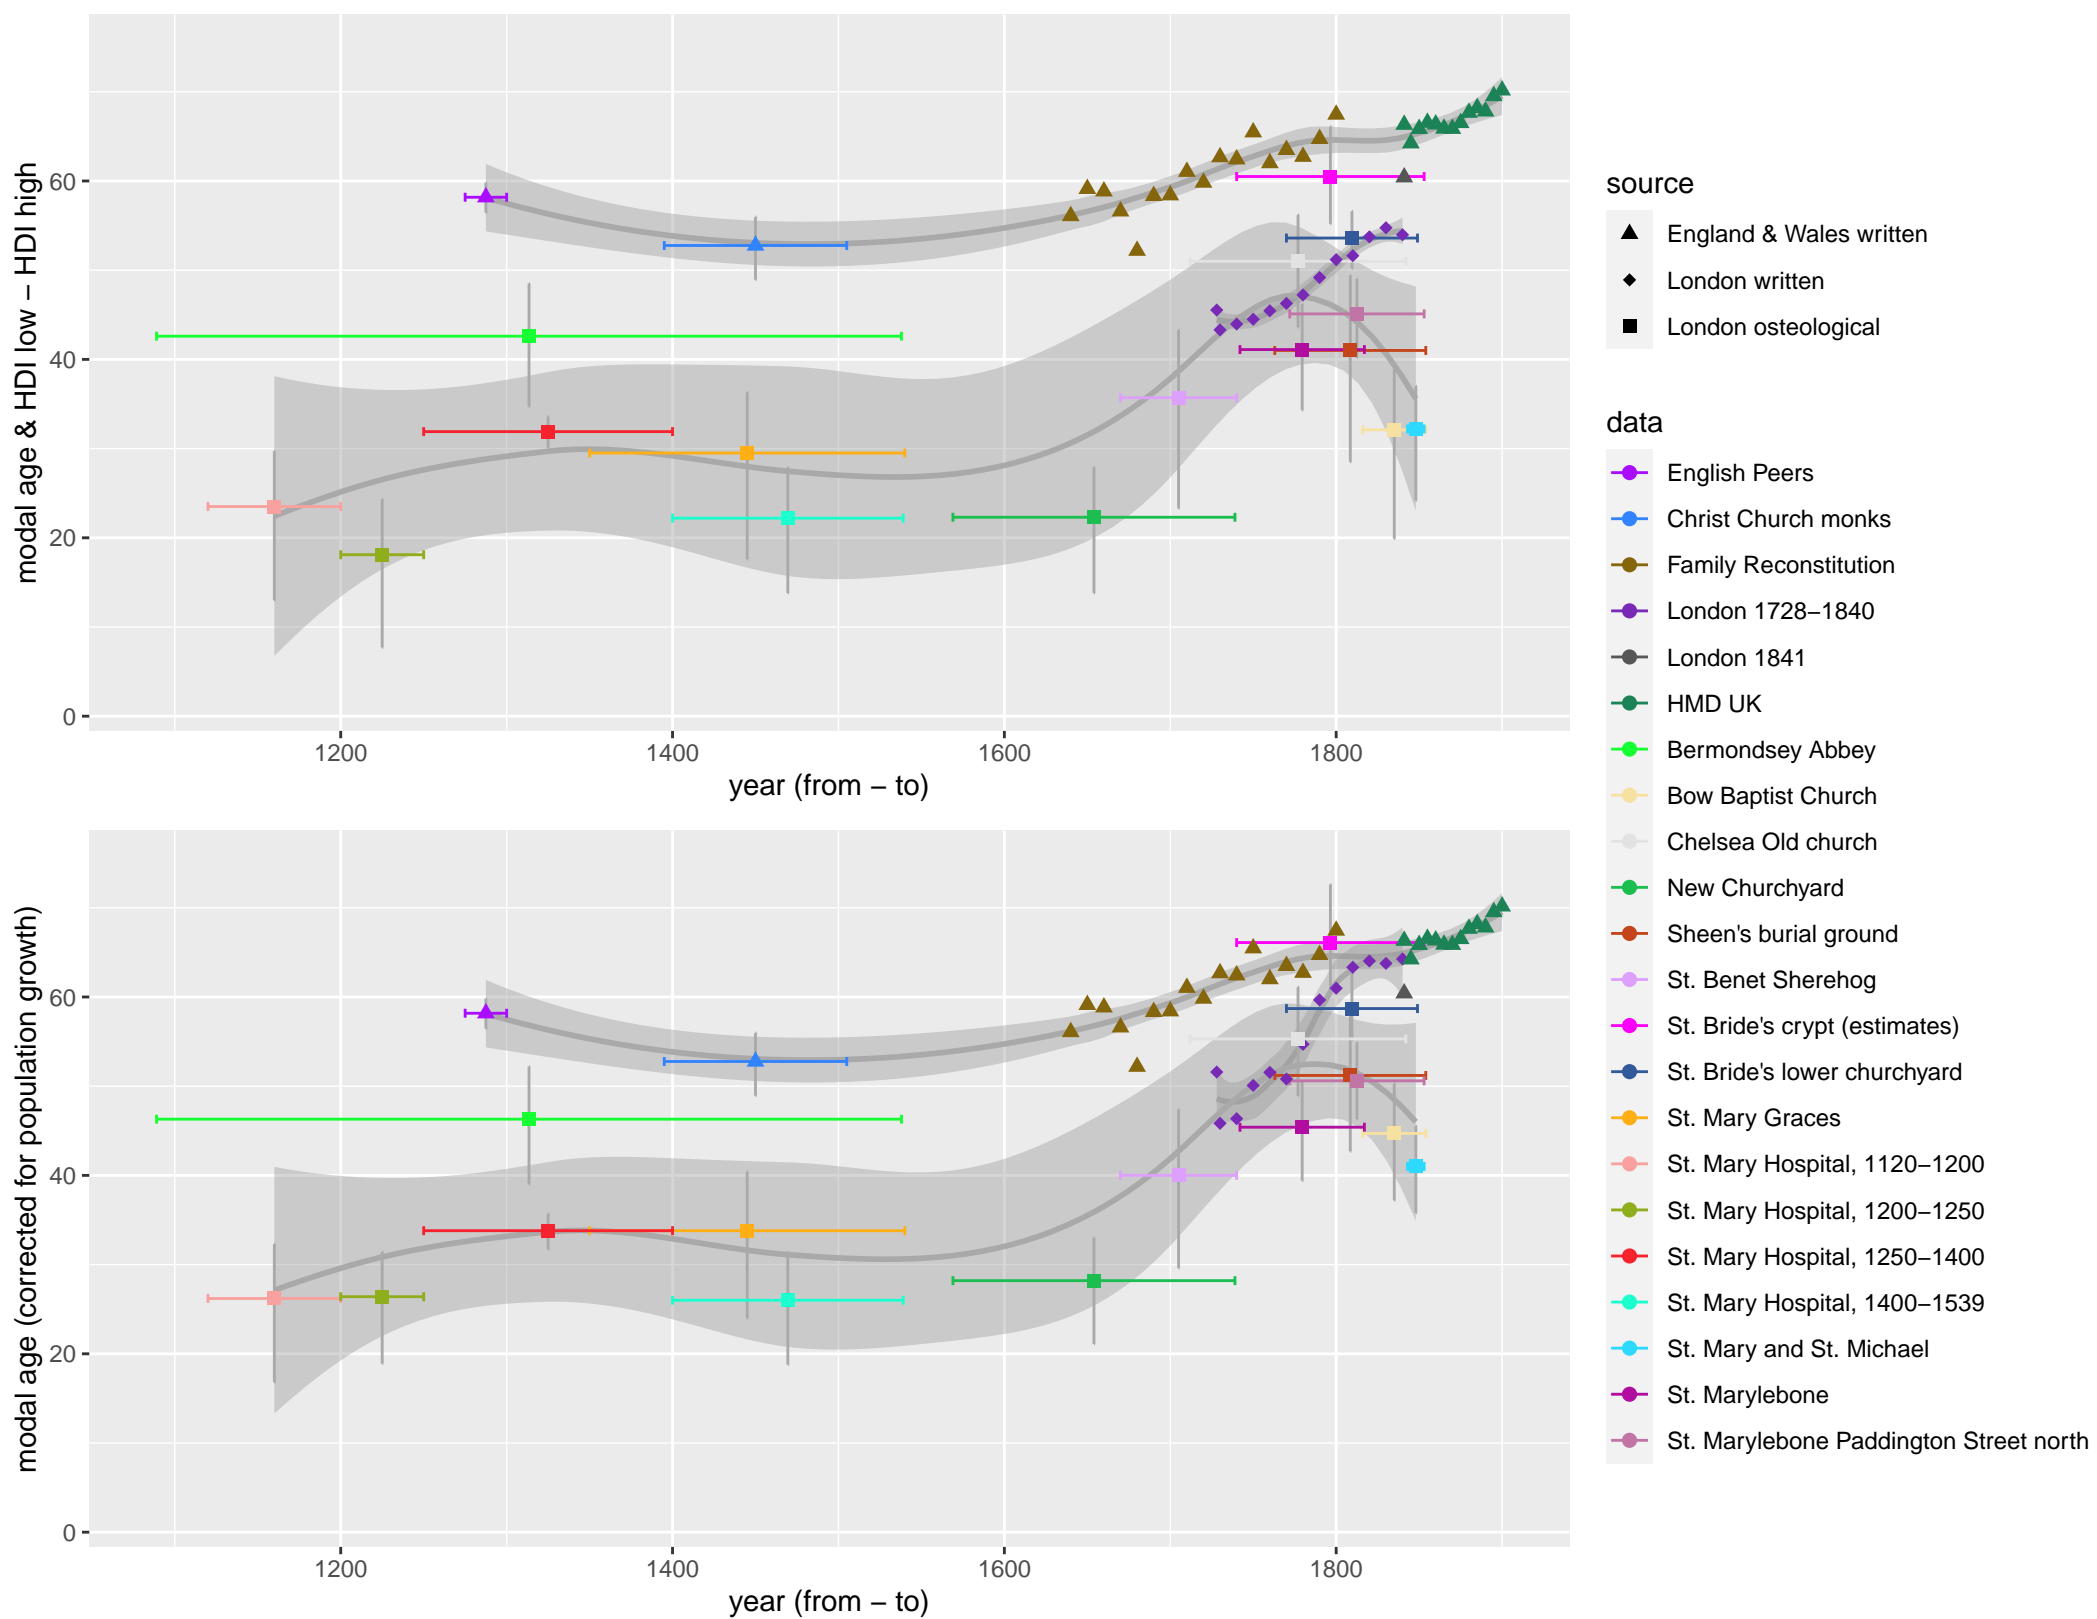 modal age & HDI low – HDI high
60
40
20
0
1200 1400 1600 1800
year (from – to)
modal age (corrected for population growth)
60
40
20
0
1200 1400 1600 1800
year (from – to)
source
England & Wales written
London written
London osteological
data
English Peers
Christ Church monks
Family Reconstitution
London 1728–1840
London 1841
HMD UK
Bermondsey Abbey
Bow Baptist Church
Chelsea Old church
New Churchyard
Sheen's burial ground
St. Benet Sherehog
St. Bride's crypt (estimates)
St. Bride's lower churchyard
St. Mary Graces
St. Mary Hospital, 1120–1200
St. Mary Hospital, 1200–1250
St. Mary Hospital, 1250–1400
St. Mary Hospital, 1400–1539
St. Mary and St. Michael
St. Marylebone
St. Marylebone Paddington Street north